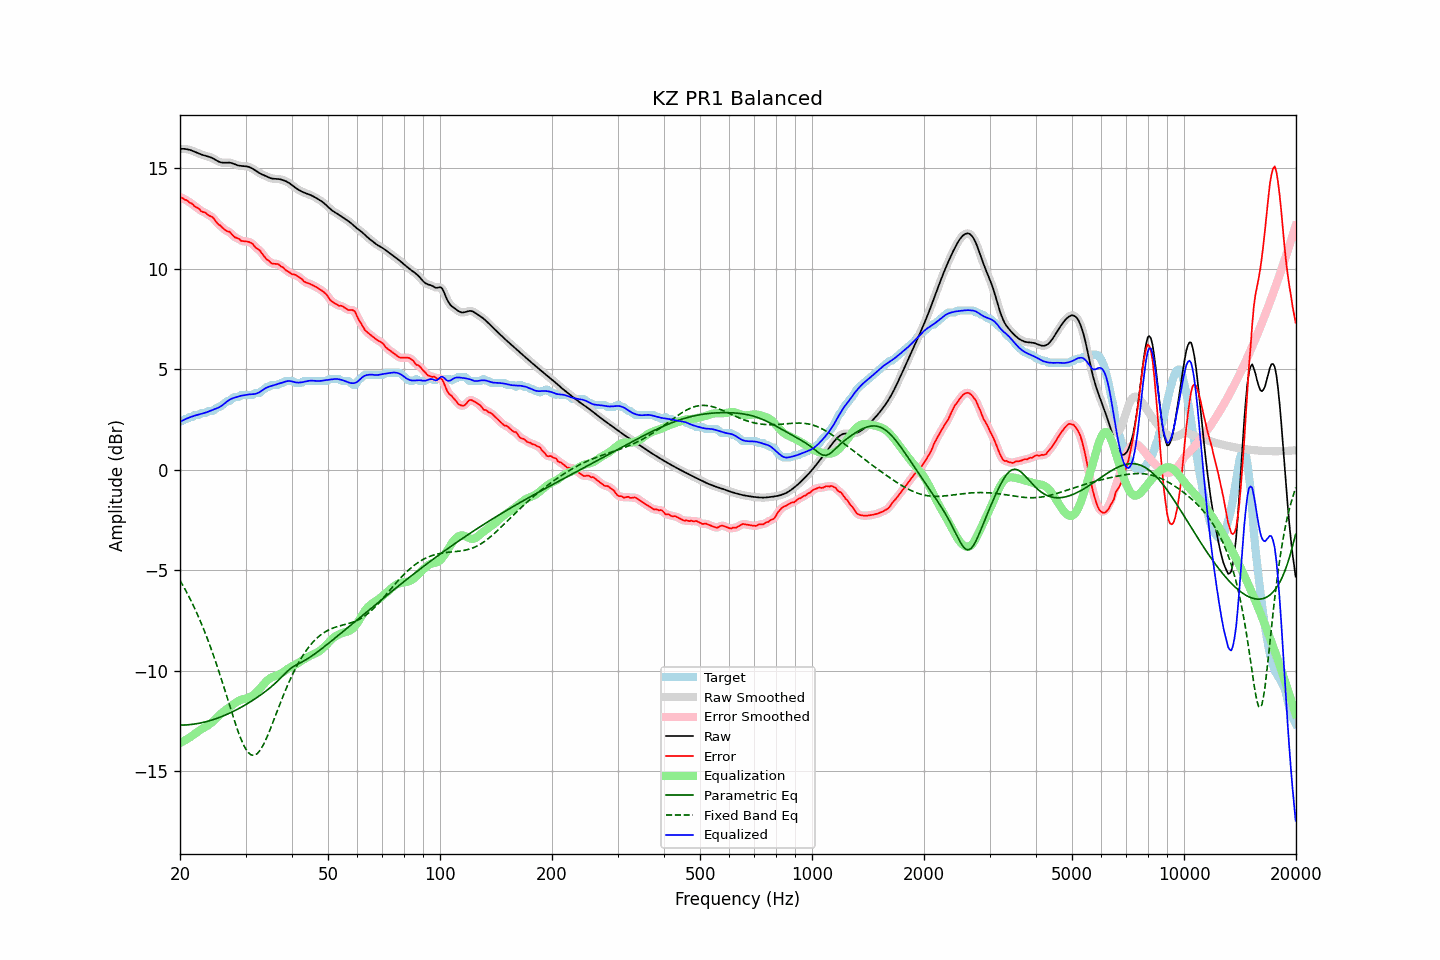 KZ PR1 Balanced
Amplitude (dBr)
15
10
5
0
−5
−10
−15
Target
Raw Smoothed
Error Smoothed
Raw
Error
Equalization
Parametric Eq
Fixed Band Eq
Equalized
20
50
100
200
500
1000
2000
5000
10000
20000
Frequency (Hz)